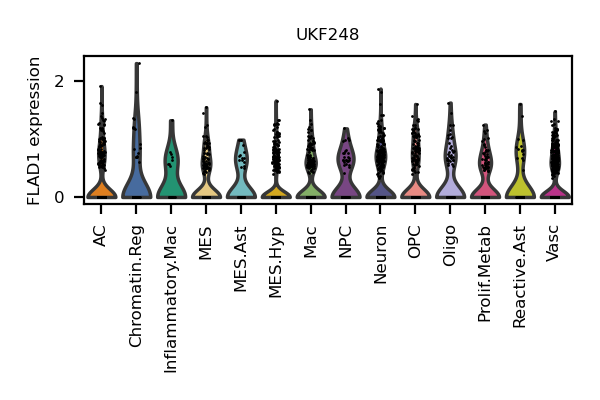 UKF248
FLAD1 expression
2
0
AC
Chromatin.Reg
Inflammatory.Mac
MES
MES.Ast
MES.Hyp
Mac
NPC
Neuron
OPC
Oligo
Prolif.Metab
Reactive.Ast
Vasc